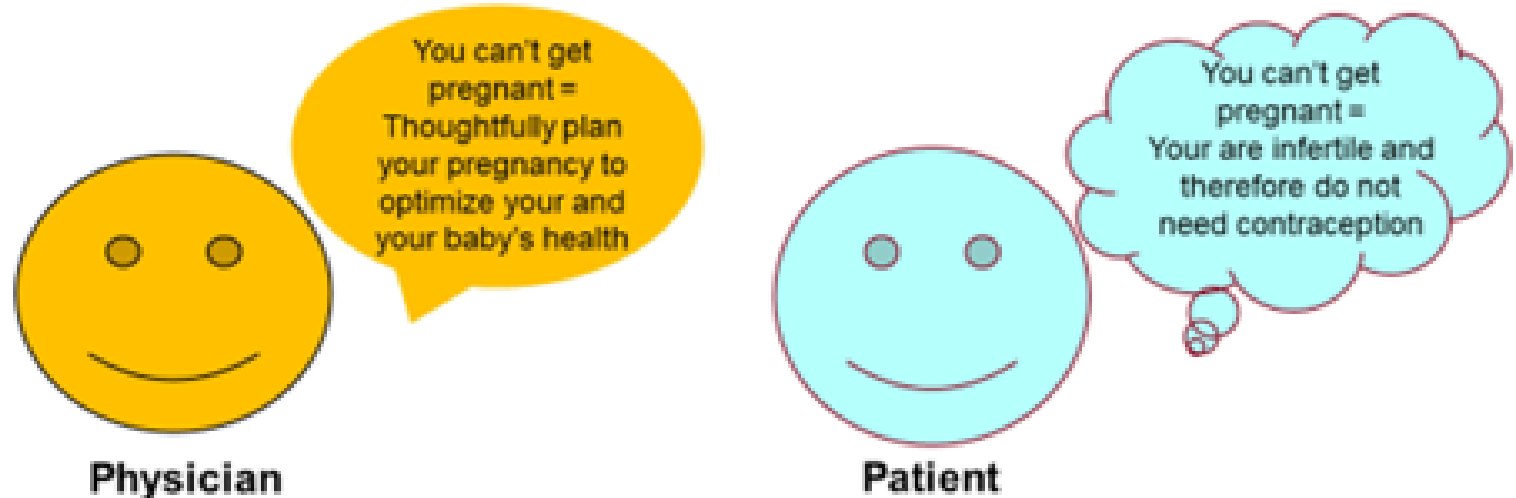 You can't get
pregnant =
Thoughtfully plan
your pregnancy to
optimize your and
your baby's health
Physician
You can't get
pregnant =
Your are infertile and
therefore do not
need contraception
Patient